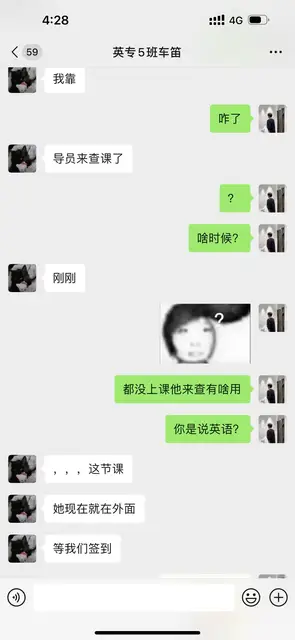 4:28
4G
59
英专5班车笛
我靠
咋了
导员来查课了
?
啥时候?
刚刚
?
都没上课他来查有啥用
你是说英语?
，，，这节课
她现在就在外面
等我们签到